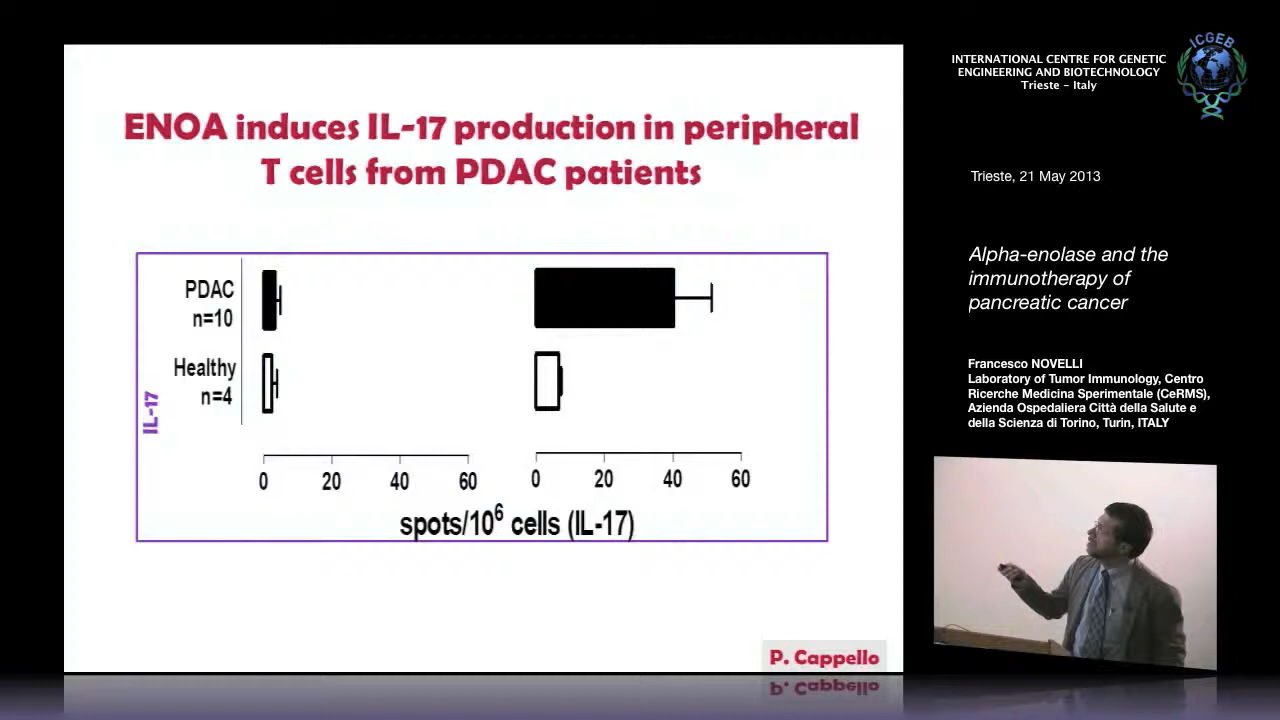 ENOA induces IL-17 production in peripheral
T cells from PDAC patients
PDAC
n=10
Healthy
n=4
IL-17
0 20 40 60
0 20 40 60
spots/10⁶ cells (IL-17)
P. Cappello
INTERNATIONAL CENTRE FOR GENETIC
ENGINEERING AND BIOTECHNOLOGY
Trieste – Italy
ICGEB
Trieste, 21 May 2013
Alpha-enolase and the
immunotherapy of
pancreatic cancer
Francesco NOVELLI
Laboratory of Tumor Immunology, Centro
Ricerche Medicina Sperimentale (CeRMS),
Azienda Ospedaliera Città della Salute e
della Scienza di Torino, Turin, ITALY